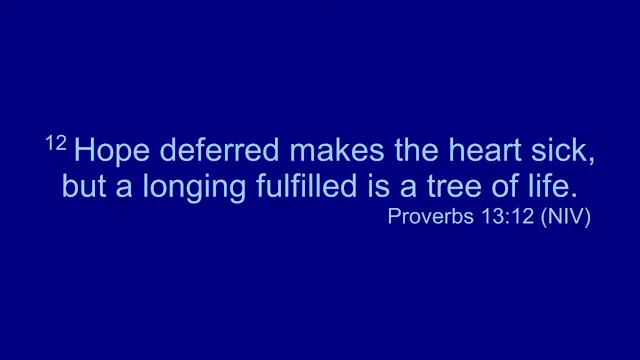 12 Hope deferred makes the heart sick,
but a longing fulfilled is a tree of life.
Proverbs 13:12 (NIV)